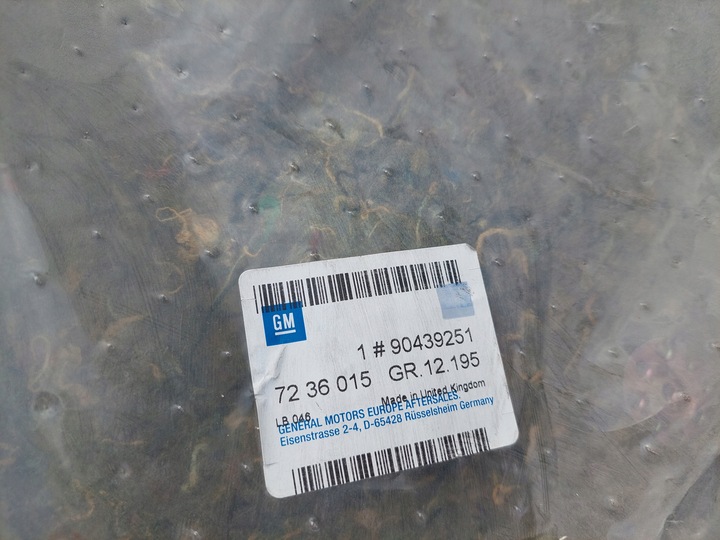 GM
1 # 90439251
72 36 015 GR.12.195
LB 046 Made in United Kingdom
GENERAL MOTORS EUROPE AFTERSALES.
Eisenstrasse 2-4, D-65428 Rüsselsheim Germany